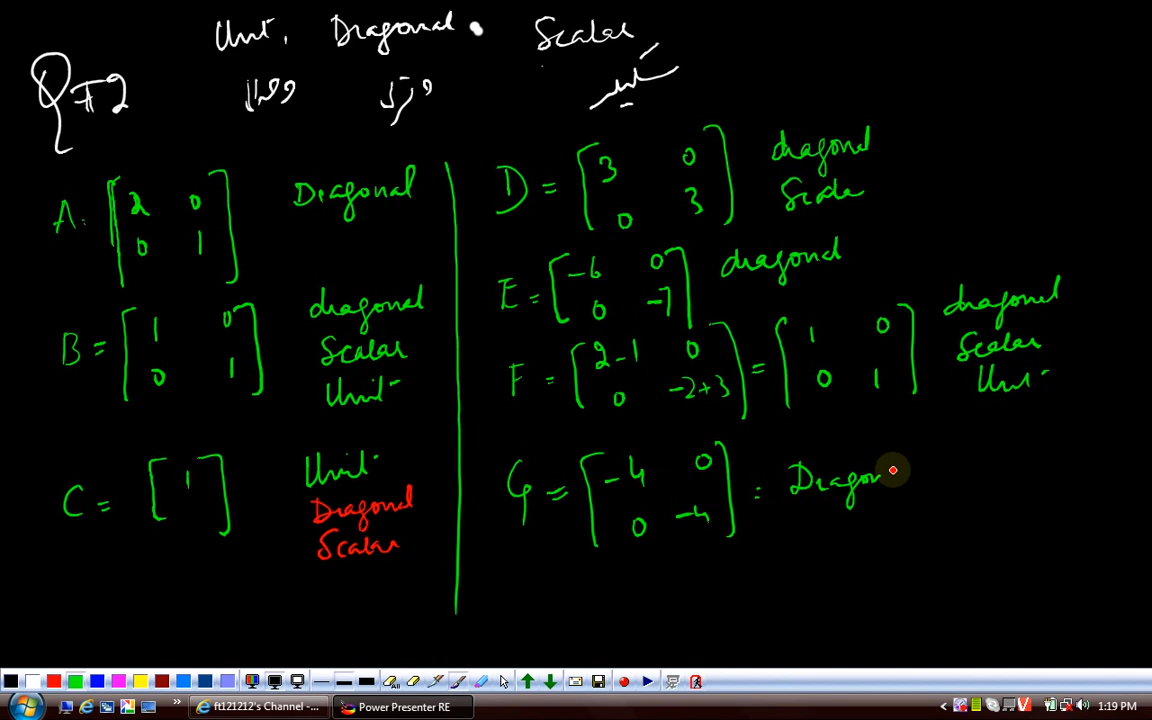 Unit, Diagonal. Scalar
Q#2
A= [2 0
0 1] Diagonal
B = [1 0
0 1] diagonal
Scalar
Unit
C = [1] Unit
Diagonal
Scalar
D = [3 0
0 3] diagonal
Scale
E = [-6 0
0 -7] diagonal
F = [2-1 0
0 -2+3] = [1 0
0 1] diagonal
Scalar
Unit
G = [-4 0
0 -4] = Diagon
ft121212's Channel -...
Power Presenter RE
1:19 PM